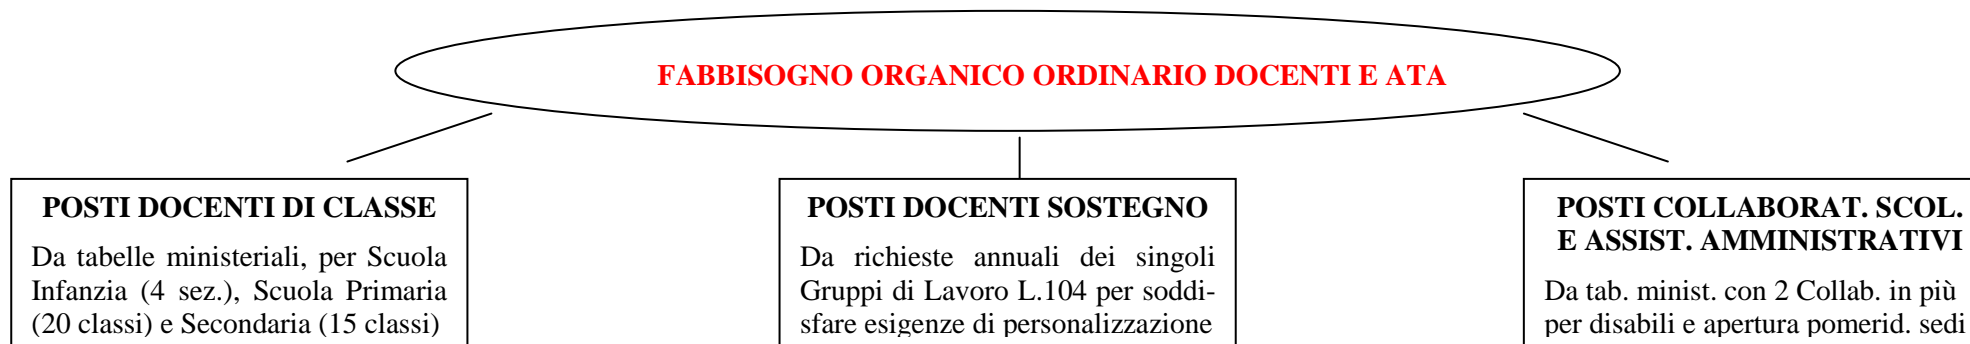 FABBISOGNO ORGANICO ORDINARIO DOCENTI E ATA
POSTI DOCENTI DI CLASSE
Da tabelle ministeriali, per Scuola
Infanzia (4 sez.), Scuola Primaria
(20 classi) e Secondaria (15 classi)
POSTI DOCENTI SOSTEGNO
Da richieste annuali dei singoli
Gruppi di Lavoro L.104 per soddi-
sfare esigenze di personalizzazione
POSTI COLLABORAT. SCOL.
E ASSIST. AMMINISTRATIVI
Da tab. minist. con 2 Collab. in più
per disabili e apertura pomerid. sedi